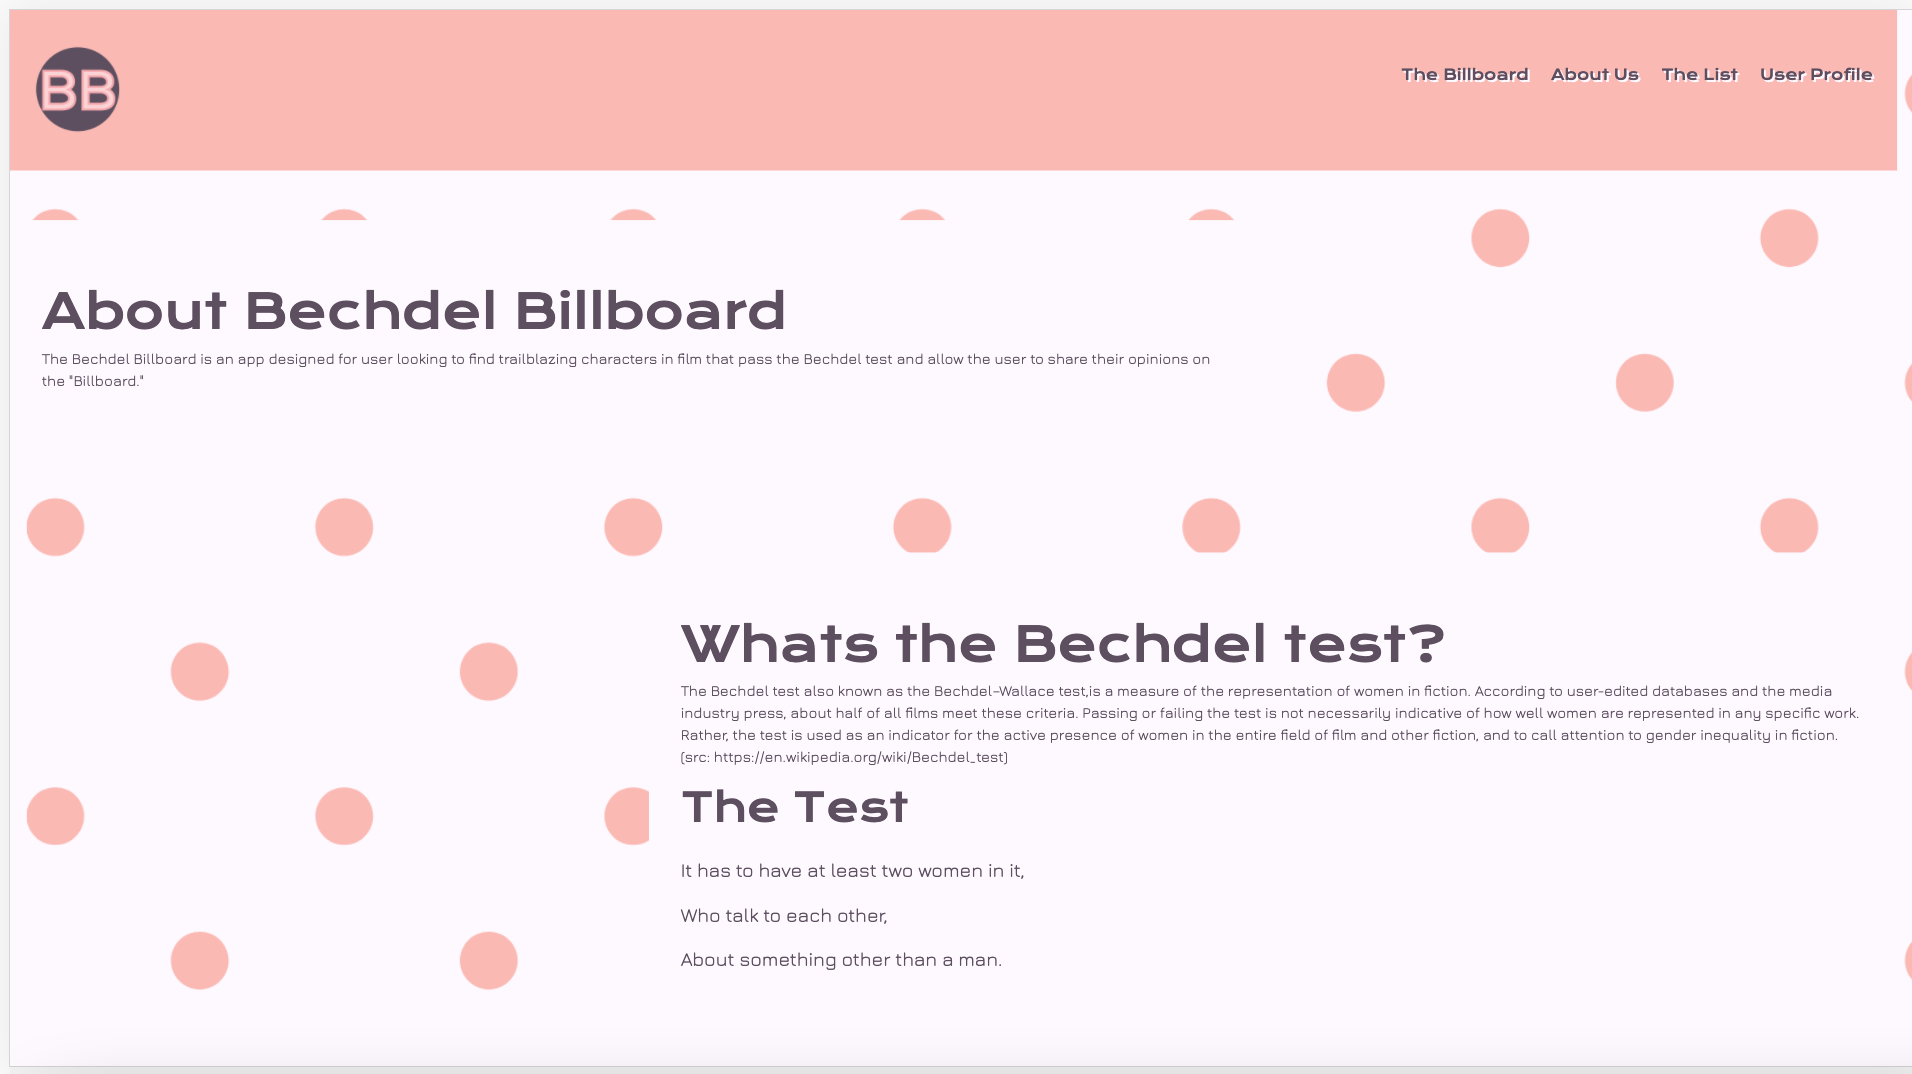 BB
The Billboard About Us The List User Profile
About Bechdel Billboard
The Bechdel Billboard is an app designed for user looking to find trailblazing characters in film that pass the Bechdel test and allow the user to share their opinions on
the "Billboard."
Whats the Bechdel test?
The Bechdel test also known as the Bechdel–Wallace test,is a measure of the representation of women in fiction. According to user-edited databases and the media
industry press, about half of all films meet these criteria. Passing or failing the test is not necessarily indicative of how well women are represented in any specific work.
Rather, the test is used as an indicator for the active presence of women in the entire field of film and other fiction, and to call attention to gender inequality in fiction.
(src: https://en.wikipedia.org/wiki/Bechdel_test)
The Test
It has to have at least two women in it,
Who talk to each other,
About something other than a man.